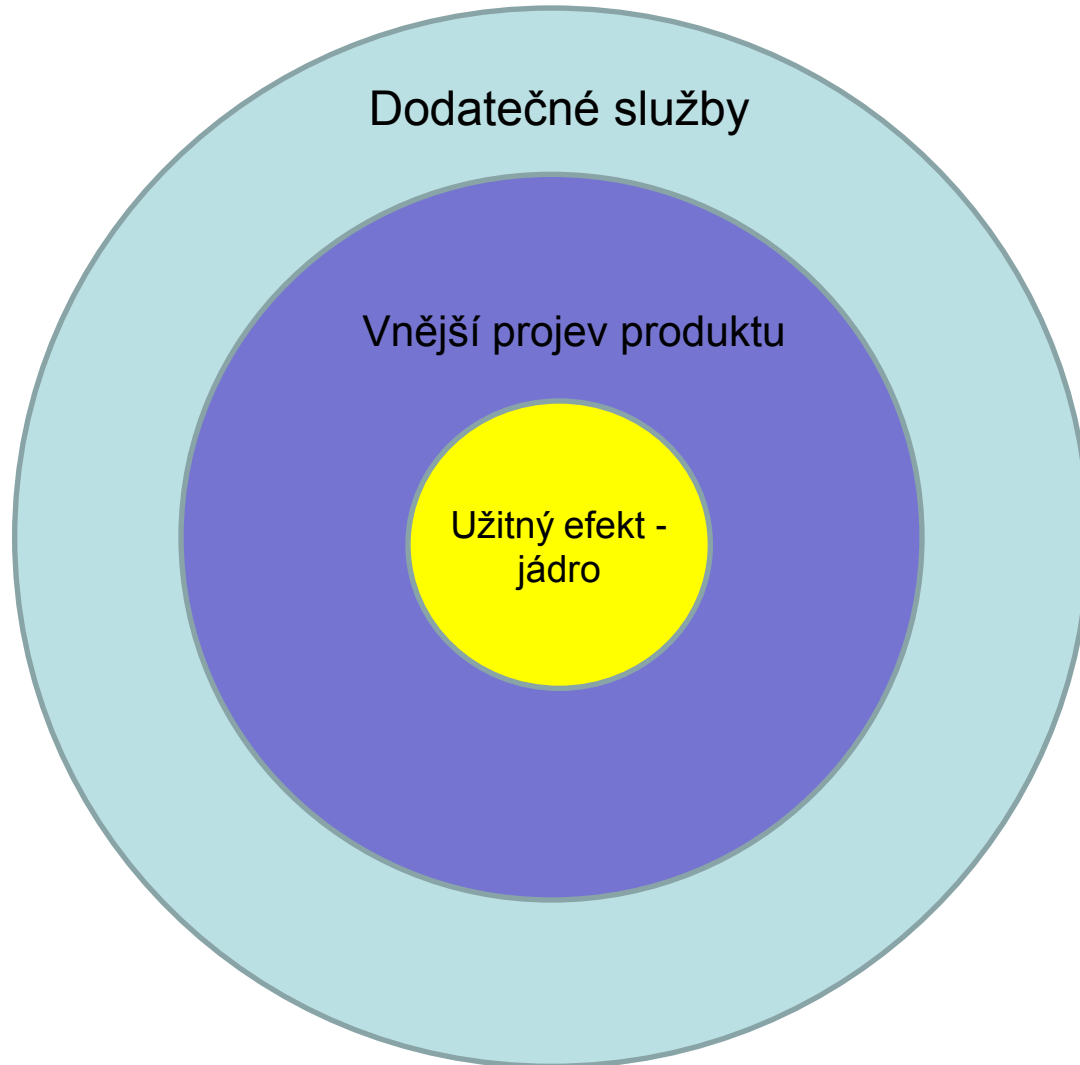 Dodatečné služby
Vnější projev produktu
Užitný efekt -
jádro